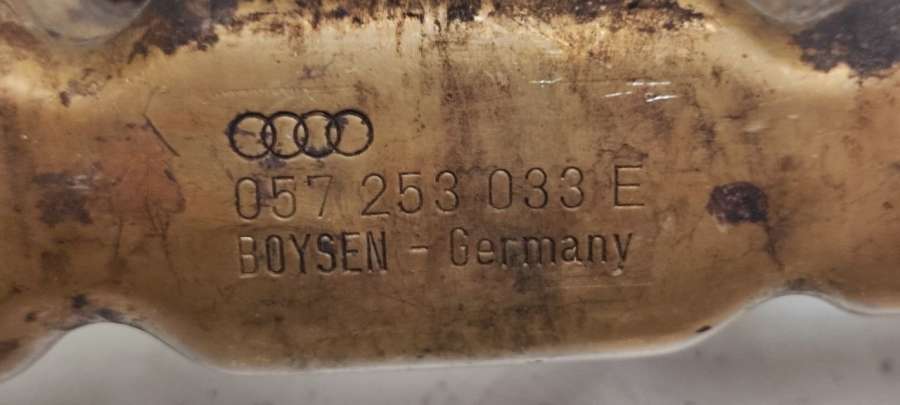 057 253 033 E
BOYSEN - Germany